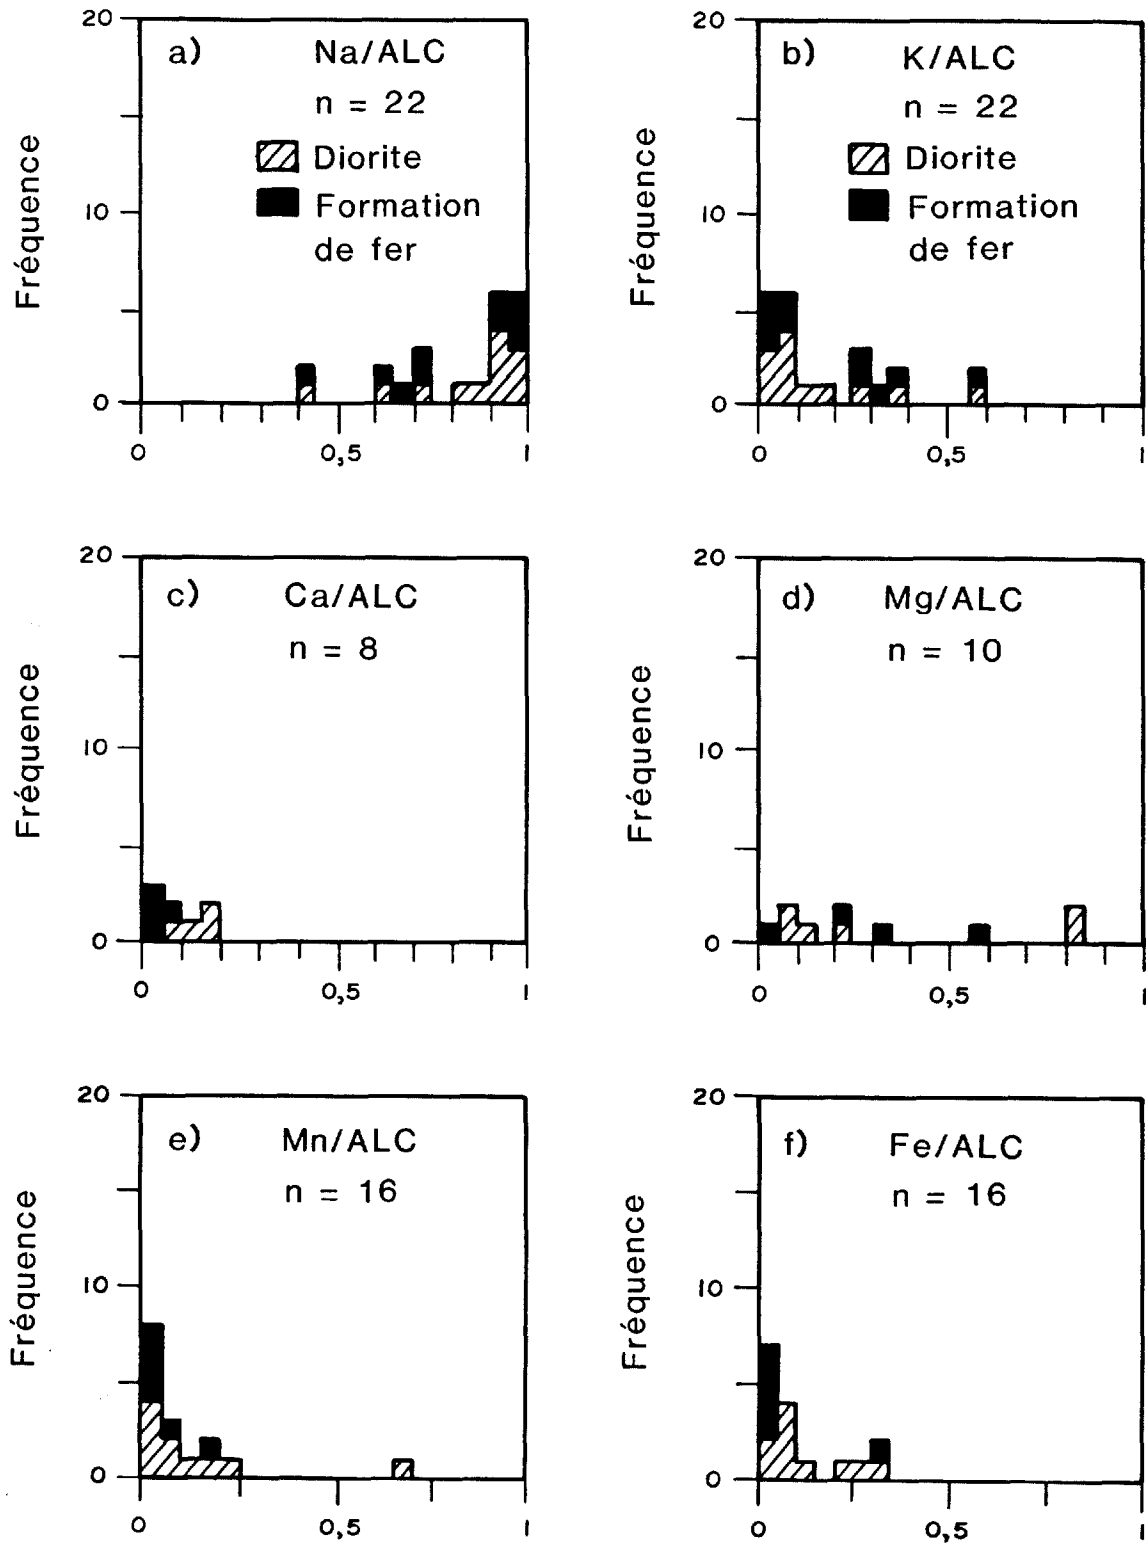 a) Na/ALC
n = 22
Diorite
Formation
de fer
Fréquence
20
10
0
0
0,5
1
b) K/ALC
n = 22
Diorite
Formation
de fer
Fréquence
20
10
0
0
0,5
1
c) Ca/ALC
n = 8
Fréquence
20
10
0
0
0,5
1
d) Mg/ALC
n = 10
Fréquence
20
10
0
0
0,5
1
e) Mn/ALC
n = 16
Fréquence
20
10
0
0
0,5
1
f) Fe/ALC
n = 16
Fréquence
20
10
0
0
0,5
1